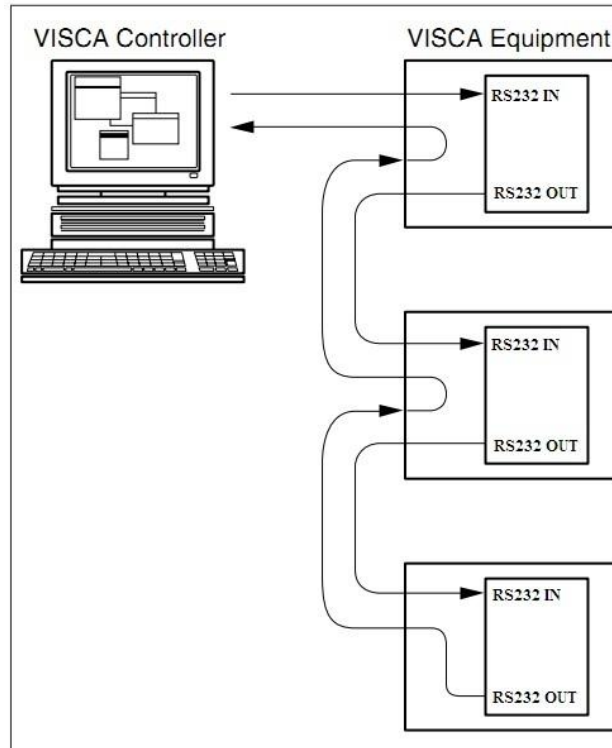 VISCA Controller
VISCA Equipment
RS232 IN
RS232 OUT
RS232 IN
RS232 OUT
RS232 IN
RS232 OUT